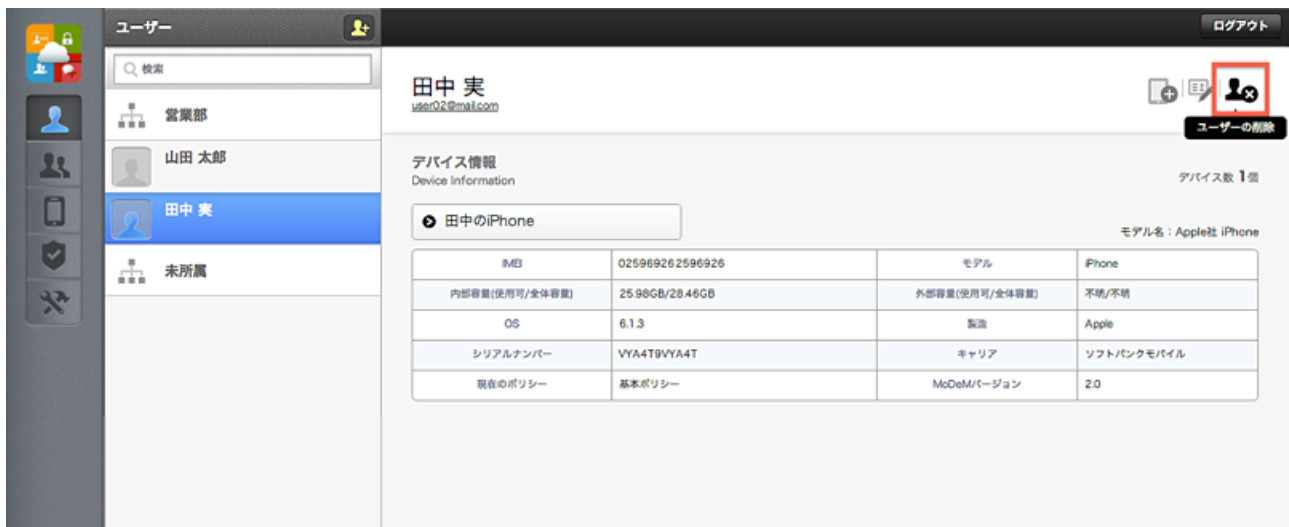 ユーザー
ログアウト
検索
営業部
山田 太郎
田中 実
未所属
田中 実
user02@mail.com
ユーザーの削除
デバイス情報
Device Information
デバイス数 1個
田中のiPhone
モデル名：Apple社 iPhone
IMEI 025969262596926 モデル iPhone
内部容量(使用可/全体容量) 25.98GB/28.46GB 外部容量(使用可/全体容量) 不明/不明
OS 6.1.3 製造 Apple
シリアルナンバー VYA4T9VYA4T キャリア ソフトバンクモバイル
現在のポリシー 基本ポリシー MoDeMバージョン 2.0